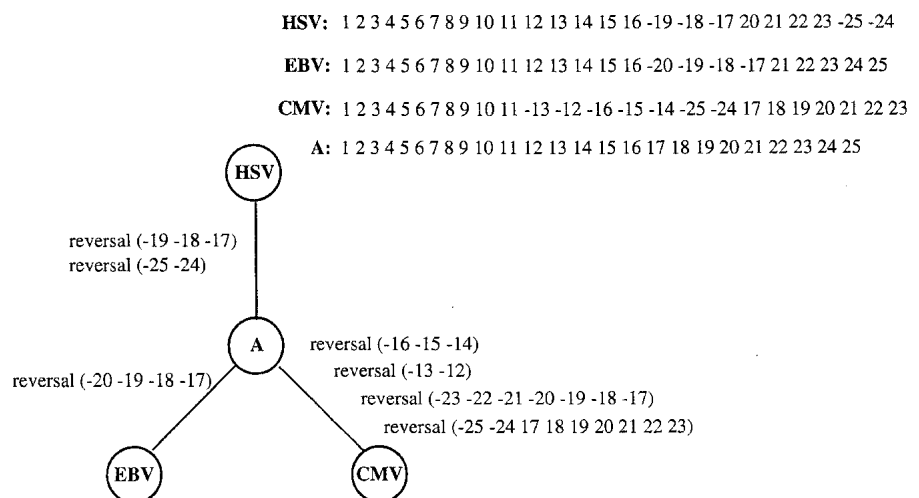 HSV: 1 2 3 4 5 6 7 8 9 10 11 12 13 14 15 16 -19 -18 -17 20 21 22 23 -25 -24
EBV: 1 2 3 4 5 6 7 8 9 10 11 12 13 14 15 16 -20 -19 -18 -17 21 22 23 24 25
CMV: 1 2 3 4 5 6 7 8 9 10 11 -13 -12 -16 -15 -14 -25 -24 17 18 19 20 21 22 23
A: 1 2 3 4 5 6 7 8 9 10 11 12 13 14 15 16 17 18 19 20 21 22 23 24 25
HSV
reversal (-19 -18 -17)
reversal (-25 -24)
A
reversal (-16 -15 -14)
reversal (-13 -12)
reversal (-20 -19 -18 -17)
reversal (-23 -22 -21 -20 -19 -18 -17)
reversal (-25 -24 17 18 19 20 21 22 23)
EBV
CMV